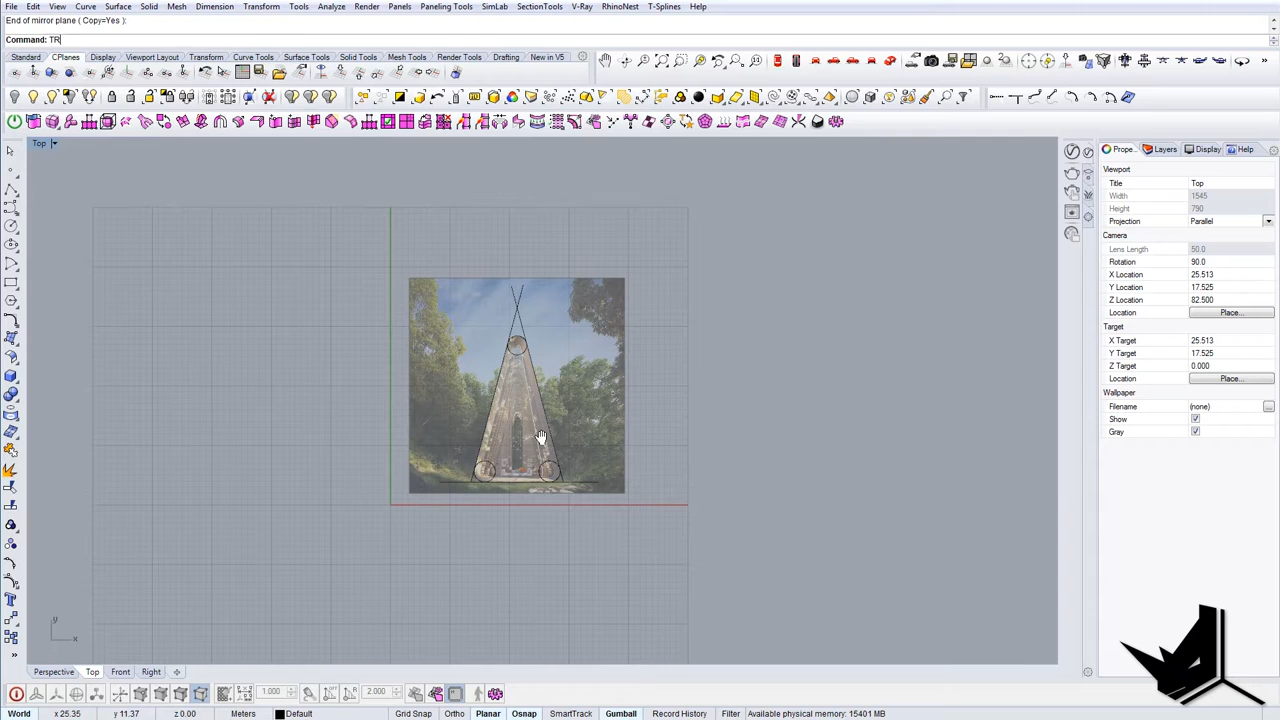 File Edit View Curve Surface Solid Mesh Dimension Transform Tools Analyze Render Panels Paneling Tools SimLab SectionTools V-Ray RhinoNest T-Splines Help
End of mirror plane ( Copy=Yes ):
Command: TR
Standard CPlanes Display Viewport Layout Transform Curve Tools Surface Tools Solid Tools Mesh Tools Render Tools Drafting New in V5
Top
Prope... Layers Display Help
Viewport
Title Top
Width 1545
Height 790
Projection Parallel
Camera
Lens Length 50.0
Rotation 90.0
X Location 25.513
Y Location 17.525
Z Location 82.500
Location Place...
Target
X Target 25.513
Y Target 17.525
Z Target 0.000
Location Place...
Wallpaper
Filename (none) ...
Show
Gray
y
x
Perspective Top Front Right
1.000 2.000
World x 25.35 y 11.37 z 0.00 Meters Default Grid Snap Ortho Planar Osnap SmartTrack Gumball Record History Filter Available physical memory: 15401 MB